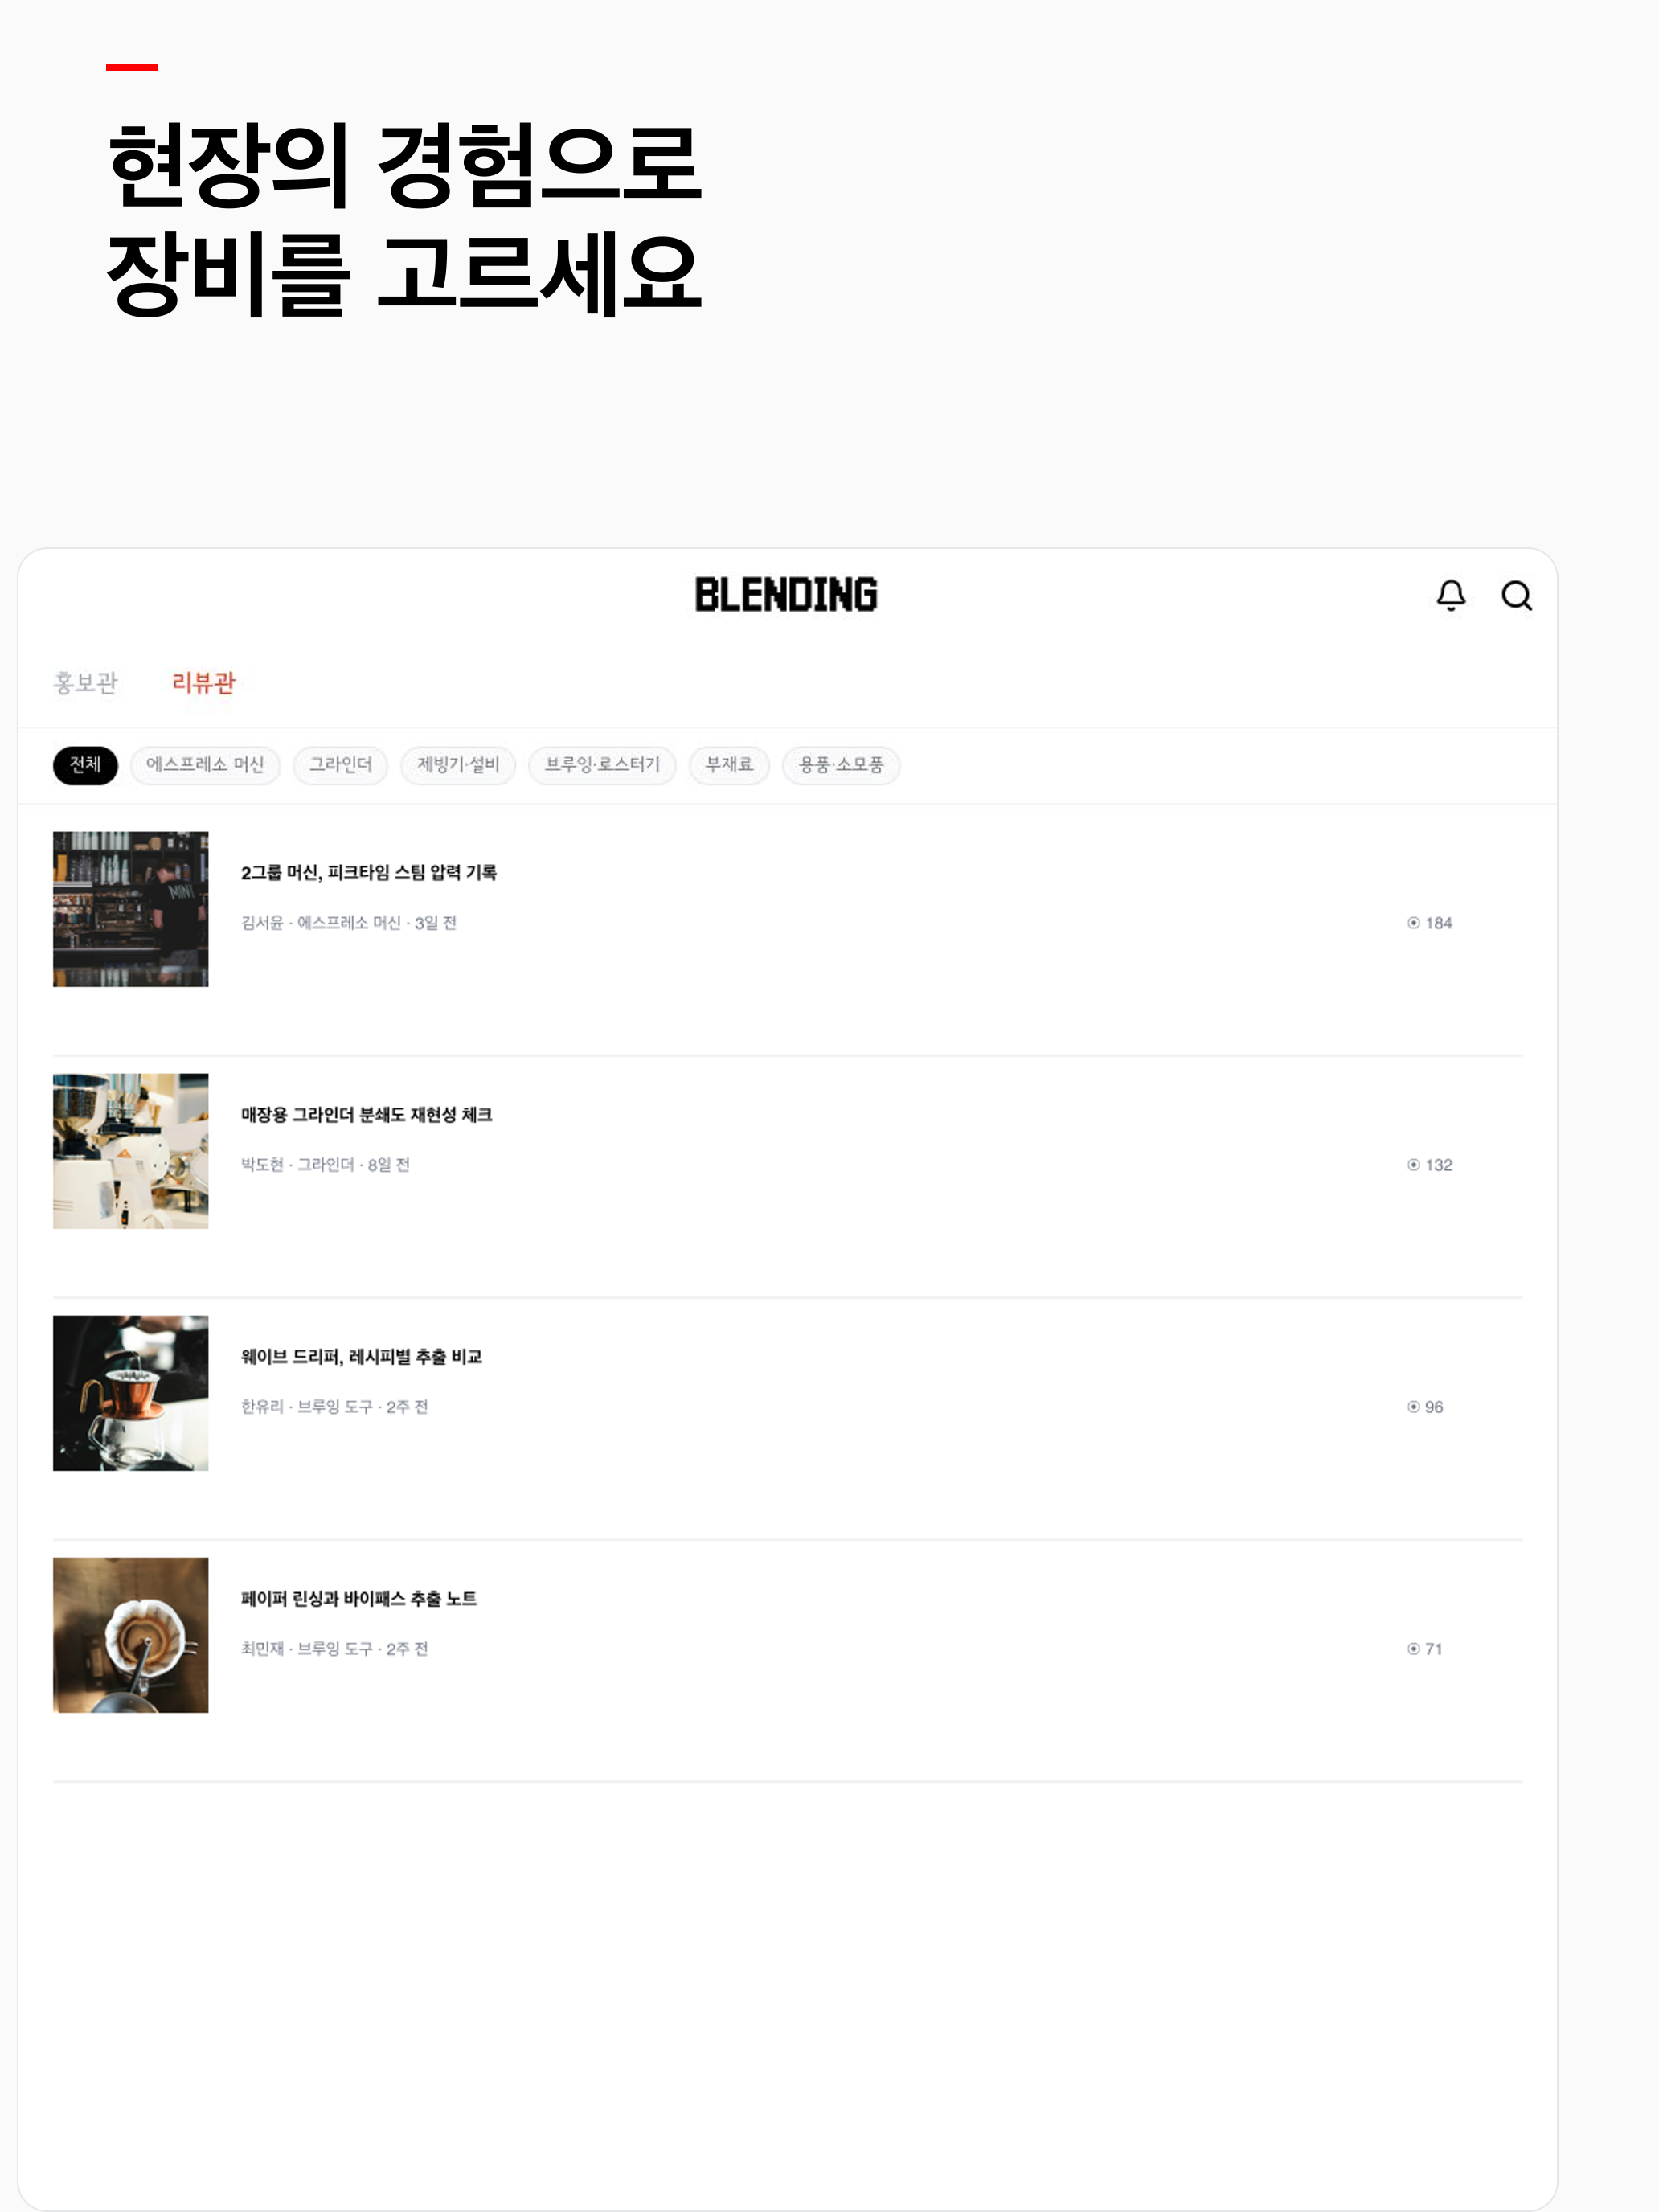 현장의 경험으로
장비를 고르세요
BLENDING
홍보관 리뷰관
전체 에스프레소 머신 그라인더 제빙기·설비 브루잉·로스터기 부재료 용품·소모품
MINT
2그룹 머신, 피크타임 스팀 압력 기록
김서윤 · 에스프레소 머신 · 3일 전 184
매장용 그라인더 분쇄도 재현성 체크
박도현 · 그라인더 · 8일 전 132
웨이브 드리퍼, 레시피별 추출 비교
한유리 · 브루잉 도구 · 2주 전 96
페이퍼 린싱과 바이패스 추출 노트
최민재 · 브루잉 도구 · 2주 전 71